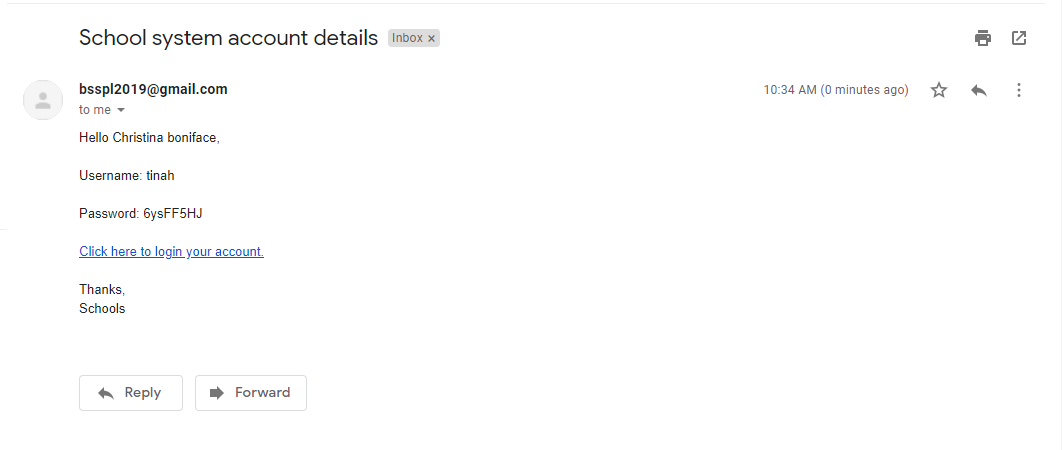 School system account details Inbox ×
bsspl2019@gmail.com 10:34 AM (0 minutes ago)
to me
Hello Christina boniface,
Username: tinah
Password: 6ysFF5HJ
Click here to login your account.
Thanks,
Schools
Reply Forward